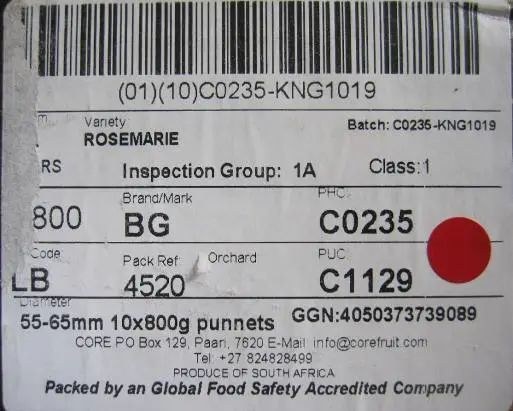 (01)(10)C0235-KNG1019
Variety
Batch: C0235-KNG1019
ROSEMARIE
RS
Inspection Group: 1A
Class:1
Brand/Mark
PHC
800
BG
C0235
Code
Pack Ref
Orchard
PUC
LB
4520
C1129
Diameter
55-65mm 10x800g punnets
GGN:4050373739089
CORE PO Box 129, Paarl, 7620 E-Mail info@corefruit.com
Tel: +27 824828499
PRODUCE OF SOUTH AFRICA
Packed by an Global Food Safety Accredited Company